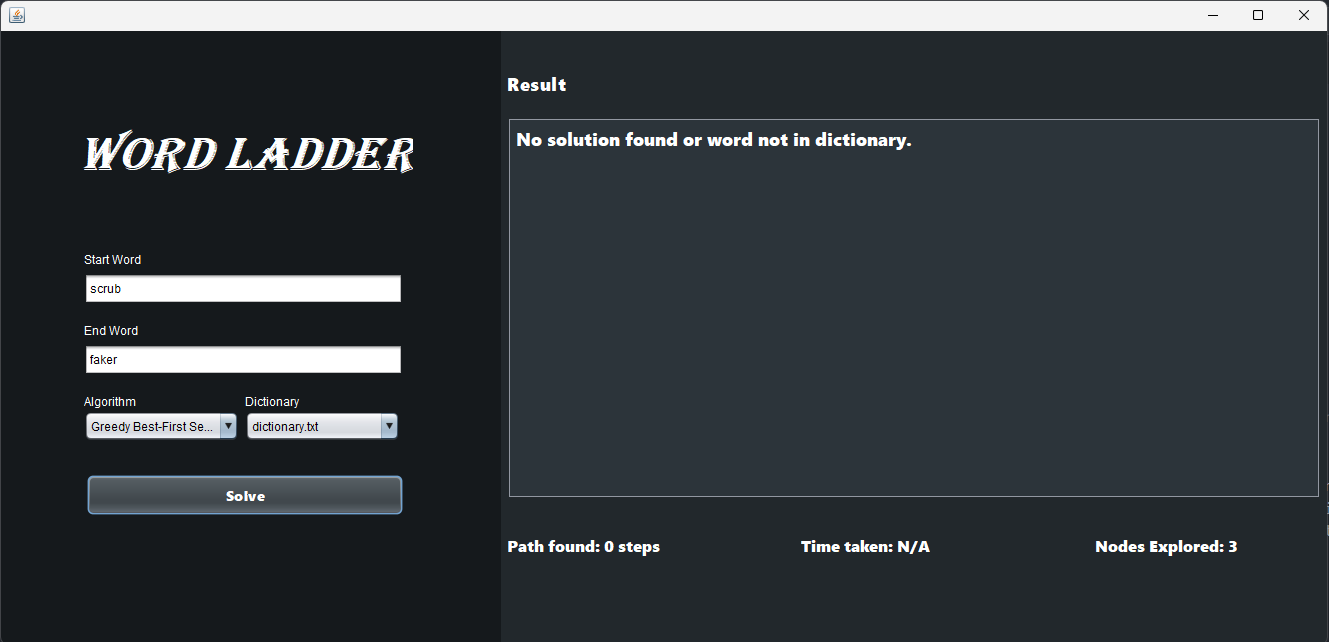 WORD LADDER
Start Word
scrub
End Word
faker
Algorithm Dictionary
Greedy Best-First Se... dictionary.txt
Solve
Result
No solution found or word not in dictionary.
Path found: 0 steps Time taken: N/A Nodes Explored: 3